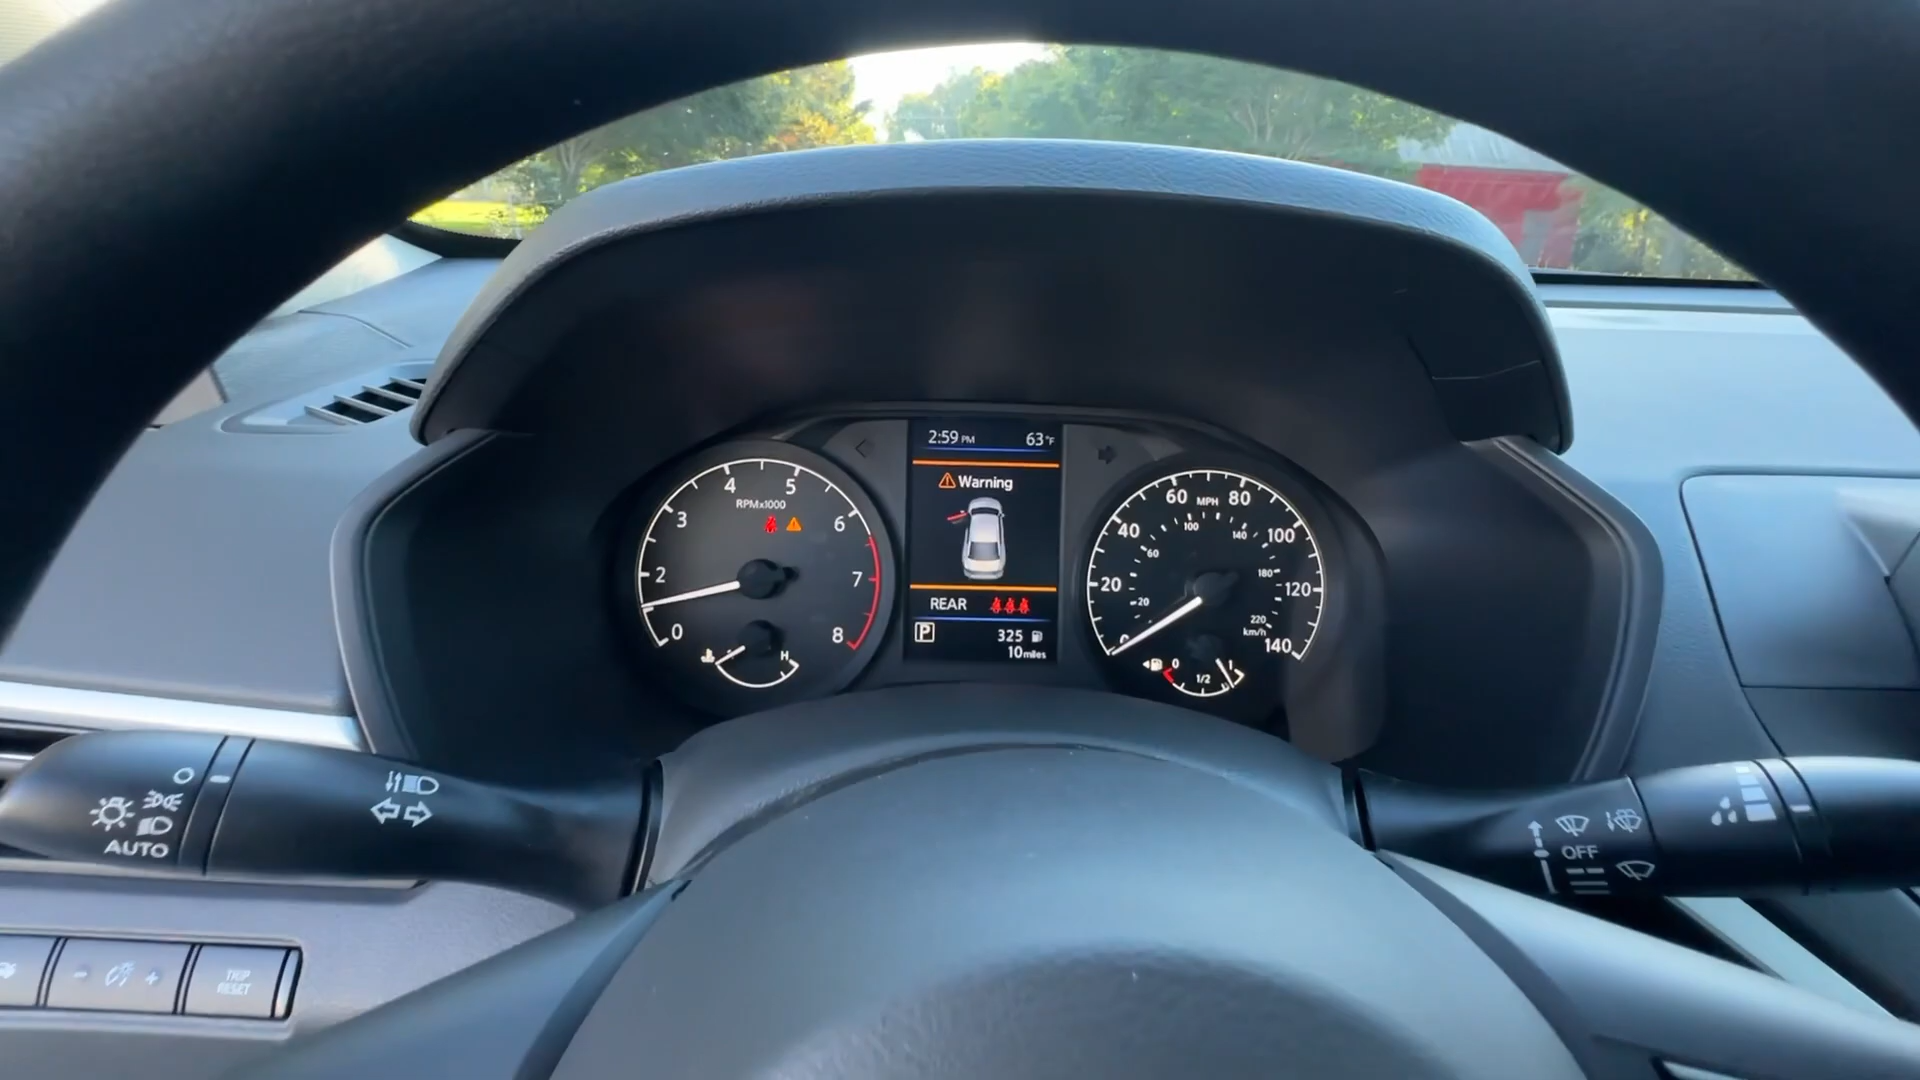 2:59 PM 63°F
Warning
REAR
P
325
10 miles
4 5
RPMx1000
3 6
2 7
0 8
H
60 MPH 80
100 140
40 100
60
180
20 120
20
220
0 km/h 140
0
1/2
1
AUTO
OFF
TRIP
RESET